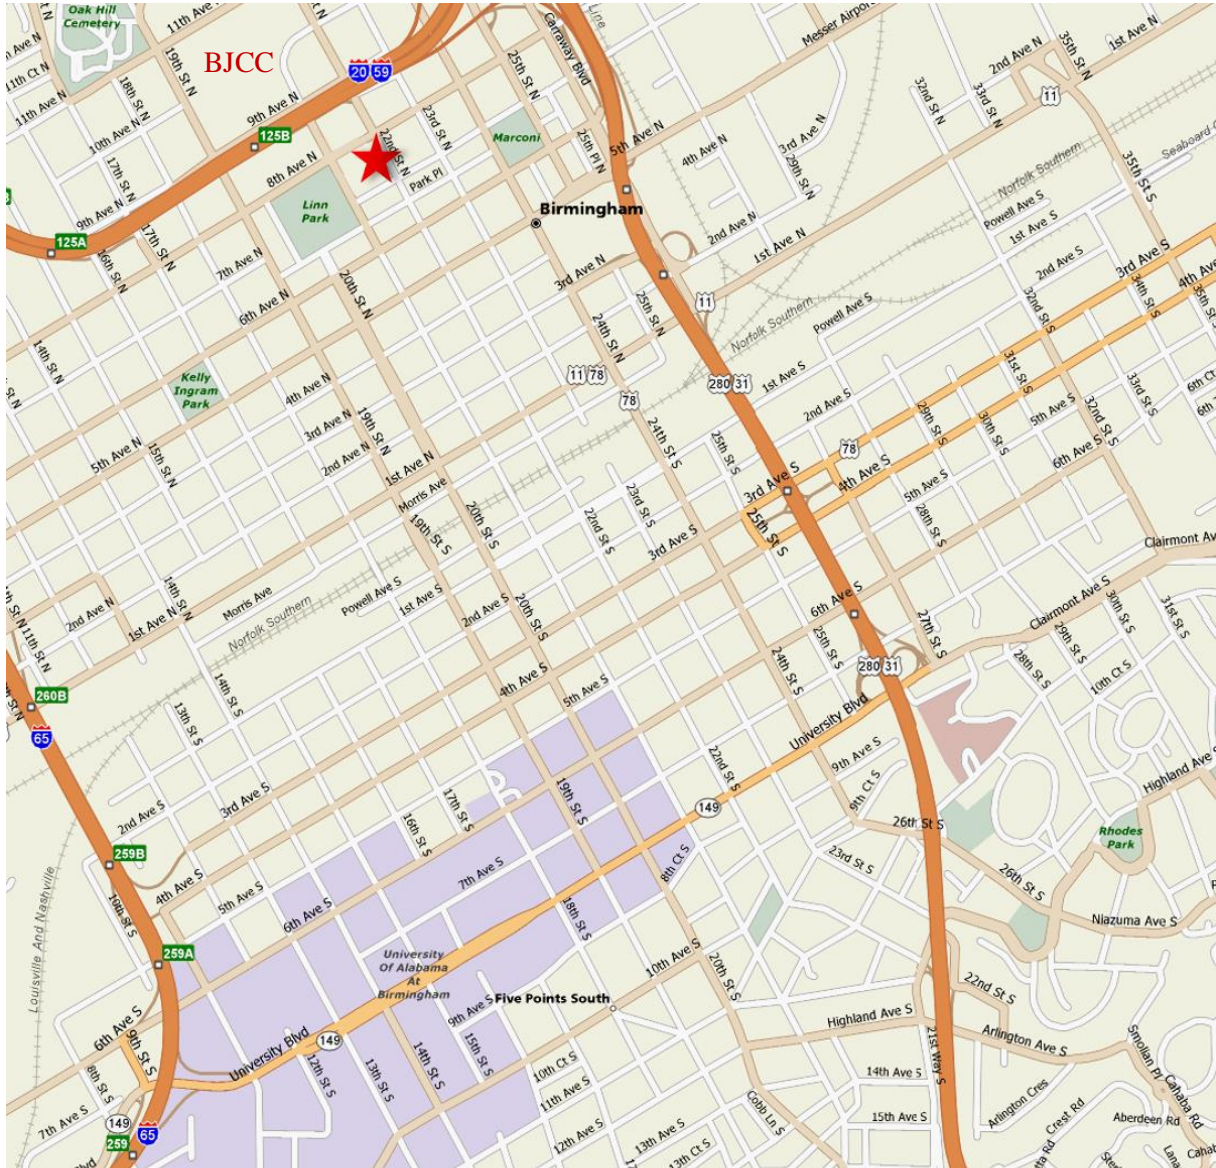 Oak Hill
Cemetery
11th Ave N
BJCC
19th St N
Carraway Blvd
Line
Messer Airport
35th St N
1st Ave N
2nd Ave N
11th Ct N
18th St N
20 59
25th St N
32nd St N
33rd St N
11
11th Ave N
10th Ave N
9th Ave N
23rd St N
125B
22nd St N
Marconi
25th Pl N
5th Ave N
4th Ave N
3rd Ave N
29th St N
Seaboard
17th St N
8th Ave N
Park Pl
Norfolk Southern
35th St S
Linn
Park
Birmingham
9th Ave N
125A
17th St N
16th St N
7th Ave N
2nd Ave N
1st Ave N
Powell Ave S
1st Ave S
2nd Ave S
3rd Ave S
4th Ave S
3rd Ave N
20th St N
6th Ave N
25th St N
11
24th St N
Norfolk Southern
Powell Ave S
32nd St S
34th St S
35th St S
14th St N
Kelly
Ingram
Park
4th Ave N
11 78
78
280 31
1st Ave S
31st St S
33rd St S
6th Ct
6th
3rd Ave N
19th St N
2nd Ave S
29th St S
30th St S
5th Ave S
32nd St S
5th Ave N
15th St N
2nd Ave N
24th St S
25th St S
78
6th Ave S
1st Ave N
Morris Ave
3rd Ave S
4th Ave S
5th Ave S
23rd St S
22nd St S
20th St S
19th St S
3rd Ave S
25th St S
28th St S
Clairmont Av
Norfolk Southern
Powell Ave S
1st Ave S
2nd Ave S
20th St S
14th St N
Morris Ave
2nd Ave N
1st Ave N
11th St N
6th Ave S
27th St S
Clairmont Ave S
30th St S
31st St S
29th St S
28th St S
10th Ct S
25th St S
24th St S
280 31
260B
65
14th St S
13th St S
4th Ave S
5th Ave S
University Blvd
9th Ave S
9th Ct S
22nd St S
149
Highland Ave S
2nd Ave S
3rd Ave S
17th St S
19th St S
16th St S
26th St S
Rhodes
Park
259B
10th St S
4th Ave S
5th Ave S
6th Ave S
7th Ave S
8th Ct S
23rd St S
26th St S
Niazuma Ave S
18th St S
Louisville And Nashville
259A
University
Of Alabama
At
Birmingham
10th Ave S
20th St S
22nd St S
9th Ave S
Five Points South
6th Ave S
9th St S
University Blvd
149
Highland Ave S
21st Way S
Arlington Ave S
Smolian Pl
Cahaba Rd
8th St S
12th St S
13th St S
14th St S
15th St S
10th Ct S
11th Ave S
14th Ave S
15th Ave S
Arlington Cres
Crest Rd
Aberdeen Rd
Cobb Ln S
7th Ave S
149
259
65
12th Ave S
13th Ave S
13th Ct S